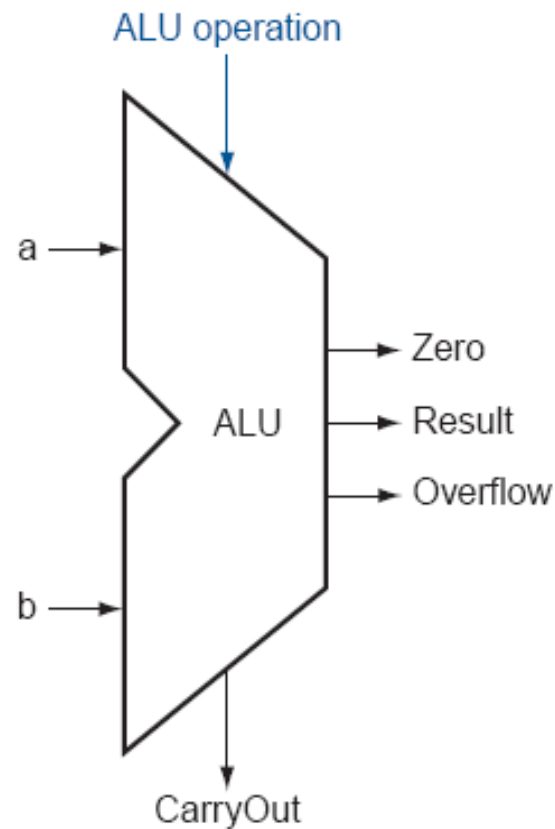 ALU operation
a
Zero
ALU
Result
Overflow
b
CarryOut